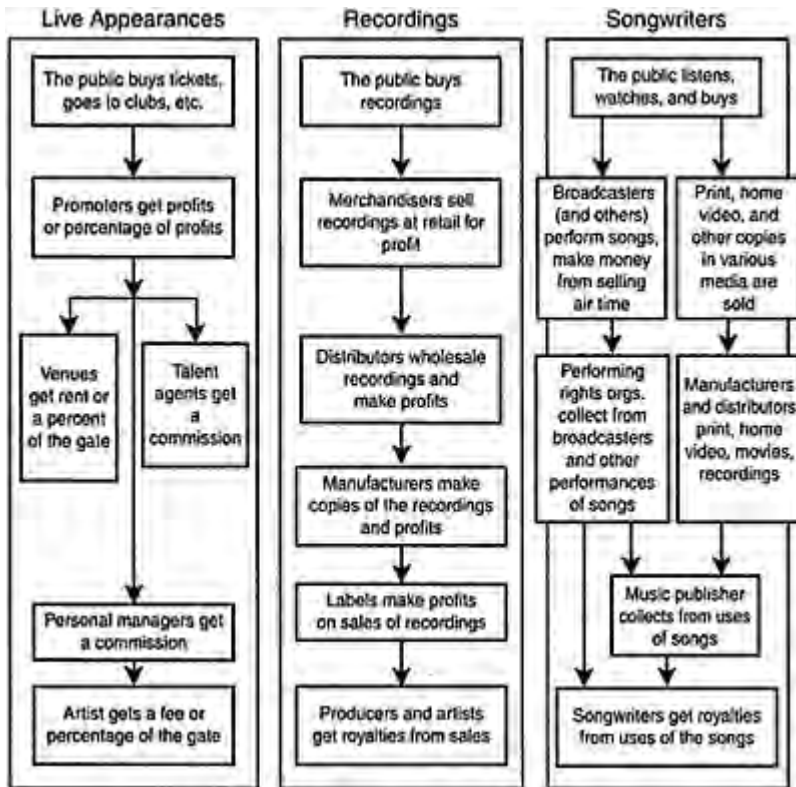 Live Appearances
The public buys tickets,
goes to clubs, etc.
Promoters get profits
or percentage of profits
Venues
get rent or
a percent
of the gate
Talent
agents get
a
commission
Personal managers get
a commission
Artist gets a fee or
percentage of the gate
Recordings
The public buys
recordings
Merchandisers sell
recordings at retail for
profit
Distributors wholesale
recordings and
make profits
Manufacturers make
copies of the recordings
and profits
Labels make profits
on sales of recordings
Producers and artists
get royalties from sales
Songwriters
The public listens,
watches, and buys
Broadcasters
(and others)
perform songs,
make money
from selling
air time
Print, home
video, and
other copies
in various
media are
sold
Performing
rights orgs.
collect from
broadcasters
and other
performances
of songs
Manufacturers
and distributors
print, home
video, movies,
recordings
Music publisher
collects from uses
of songs
Songwriters get royalties
from uses of the songs